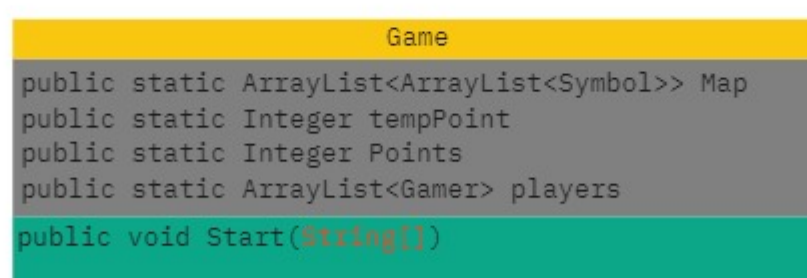 Game
public static ArrayList<ArrayList<Symbol>> Map
public static Integer tempPoint
public static Integer Points
public static ArrayList<Gamer> players
public void Start(String[])